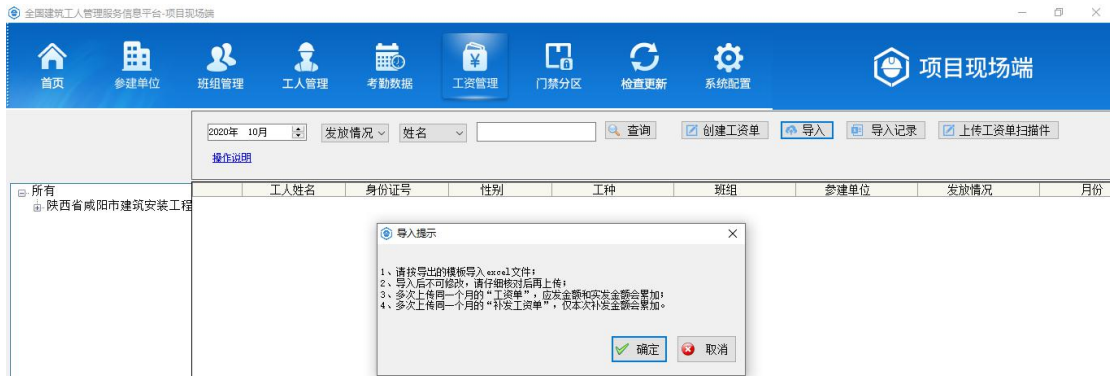 全国建筑工人管理服务信息平台-项目现场端
首页 参建单位 班组管理 工人管理 考勤数据 工资管理 门禁分区 检查更新 系统配置 项目现场端
2020年 10月 发放情况 姓名 查询 创建工资单 导入 导入记录 上传工资单扫描件
操作说明
工人姓名 身份证号 性别 工种 班组 参建单位 发放情况 月份
所有
陕西省咸阳市建筑安装工程
导入提示
1、请按导出的模板导入excel文件;
2、导入后不可修改,请仔细核对后再上传;
3、多次上传同一个月的“工资单”,应发金额和实发金额会累加;
4、多次上传同一个月的“补发工资单”,仅本次补发金额会累加。
确定 取消